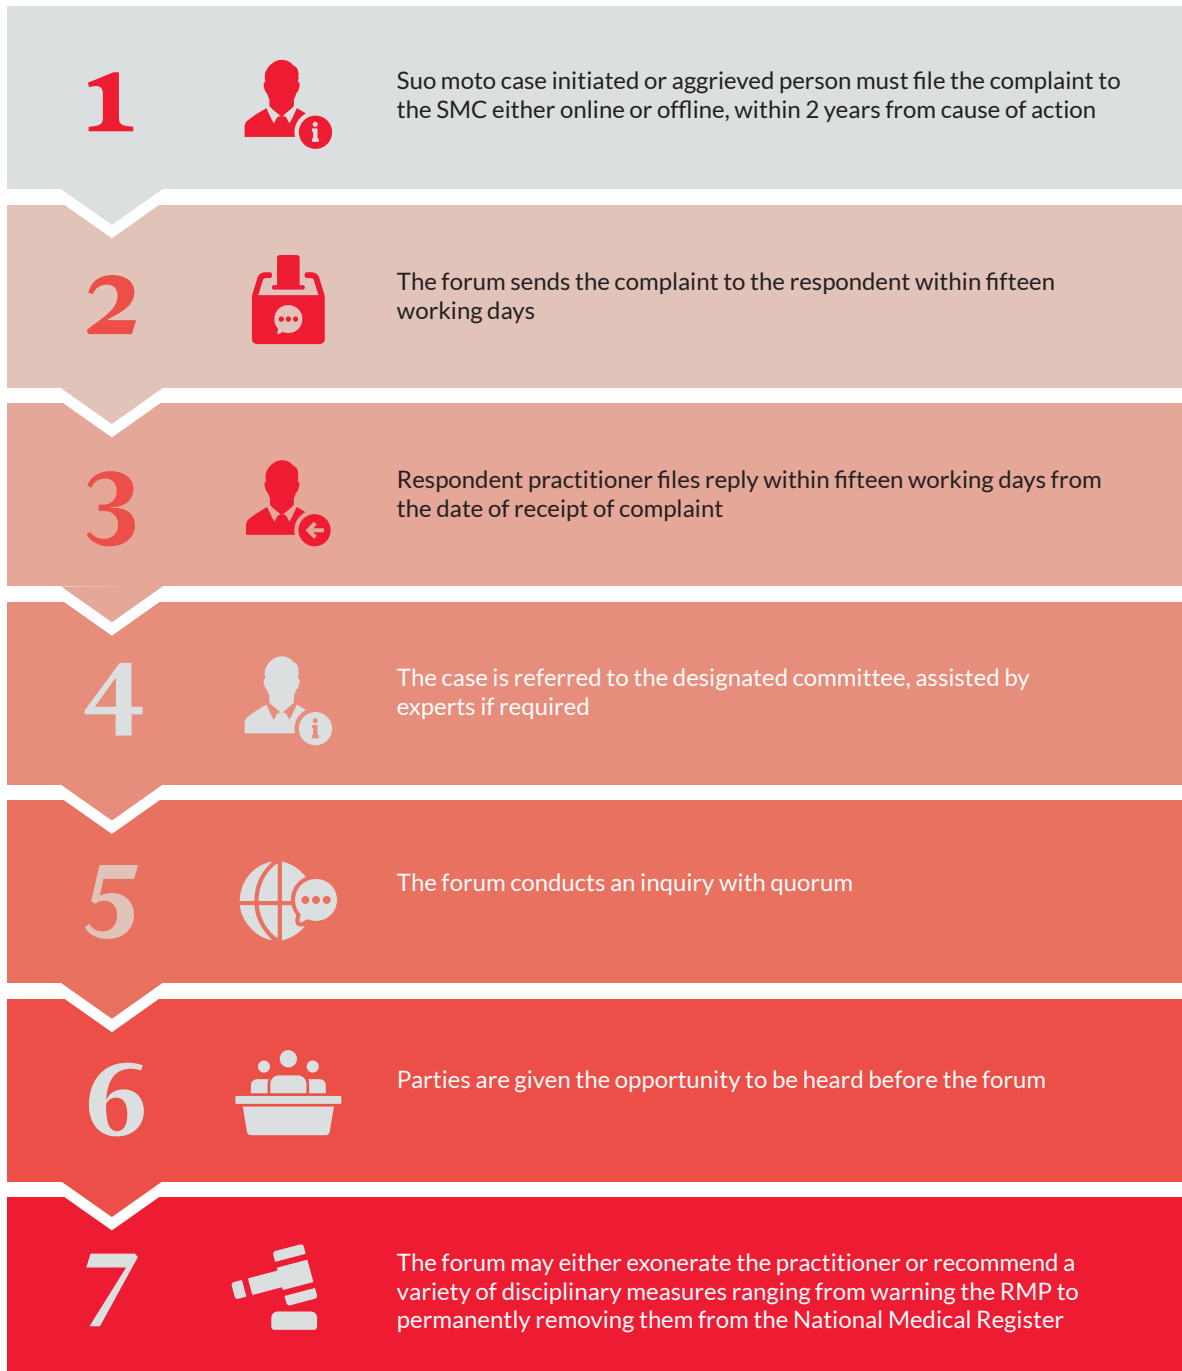 1
Suo moto case initiated or aggrieved person must file the complaint to
the SMC either online or offline, within 2 years from cause of action
2
The forum sends the complaint to the respondent within fifteen
working days
3
Respondent practitioner files reply within fifteen working days from
the date of receipt of complaint
4
The case is referred to the designated committee, assisted by
experts if required
5
The forum conducts an inquiry with quorum
6
Parties are given the opportunity to be heard before the forum
7
The forum may either exonerate the practitioner or recommend a
variety of disciplinary measures ranging from warning the RMP to
permanently removing them from the National Medical Register